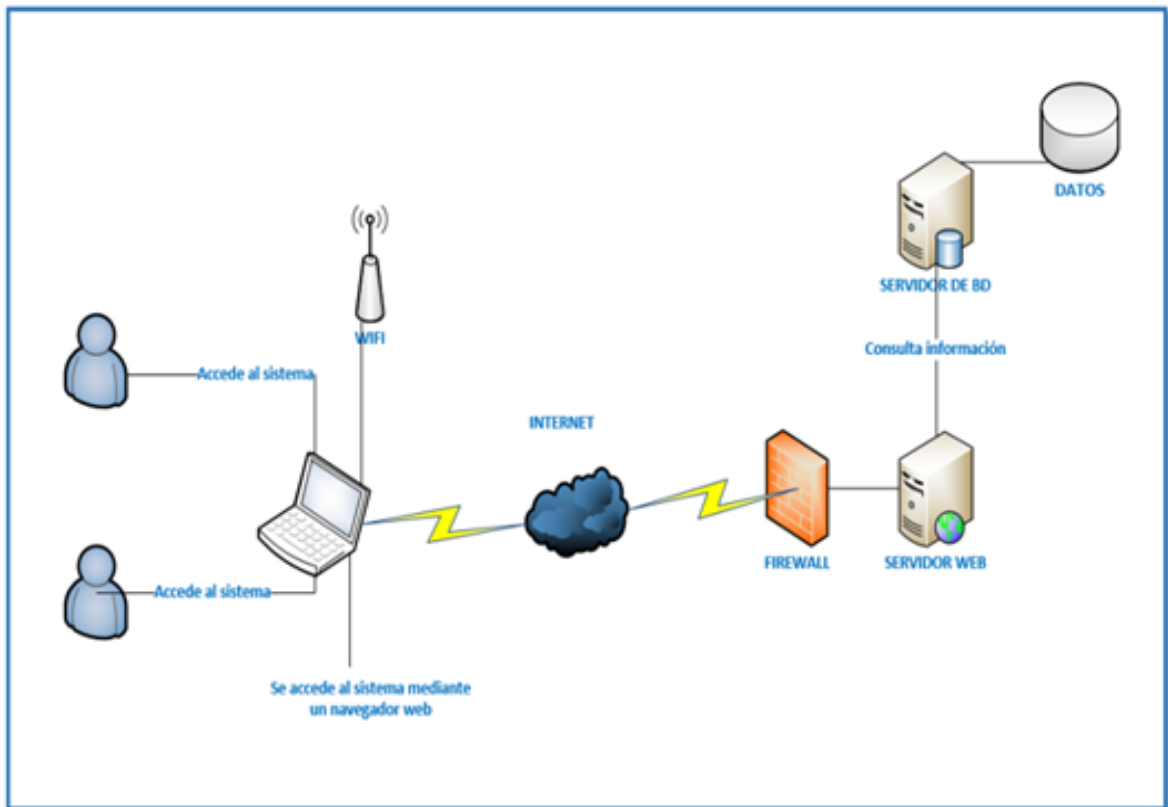 DATOS
SERVIDOR DE BD
WIFI
Consulta información
Accede al sistema
INTERNET
FIREWALL
SERVIDOR WEB
Accede al sistema
Se accede al sistema mediante
un navegador web